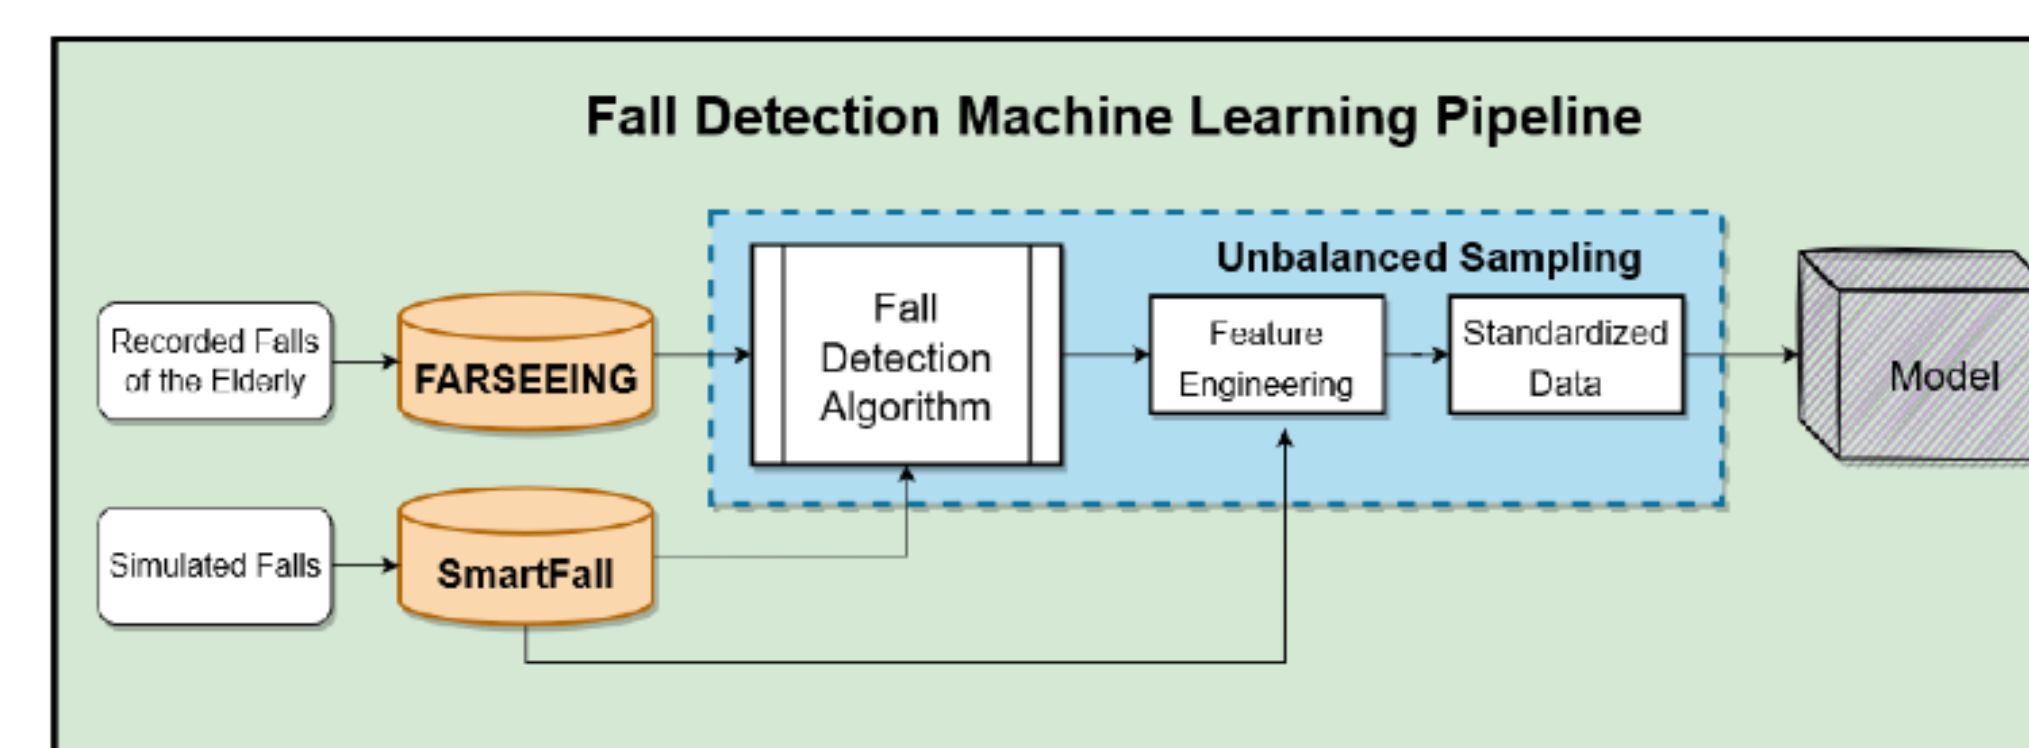 Fall Detection Machine Learning Pipeline
Unbalanced Sampling
Recorded Falls
of the Elderly
FARSEEING
Fall
Detection
Algorithm
Feature
Engineering
Standardized
Data
Model
Simulated Falls
SmartFall